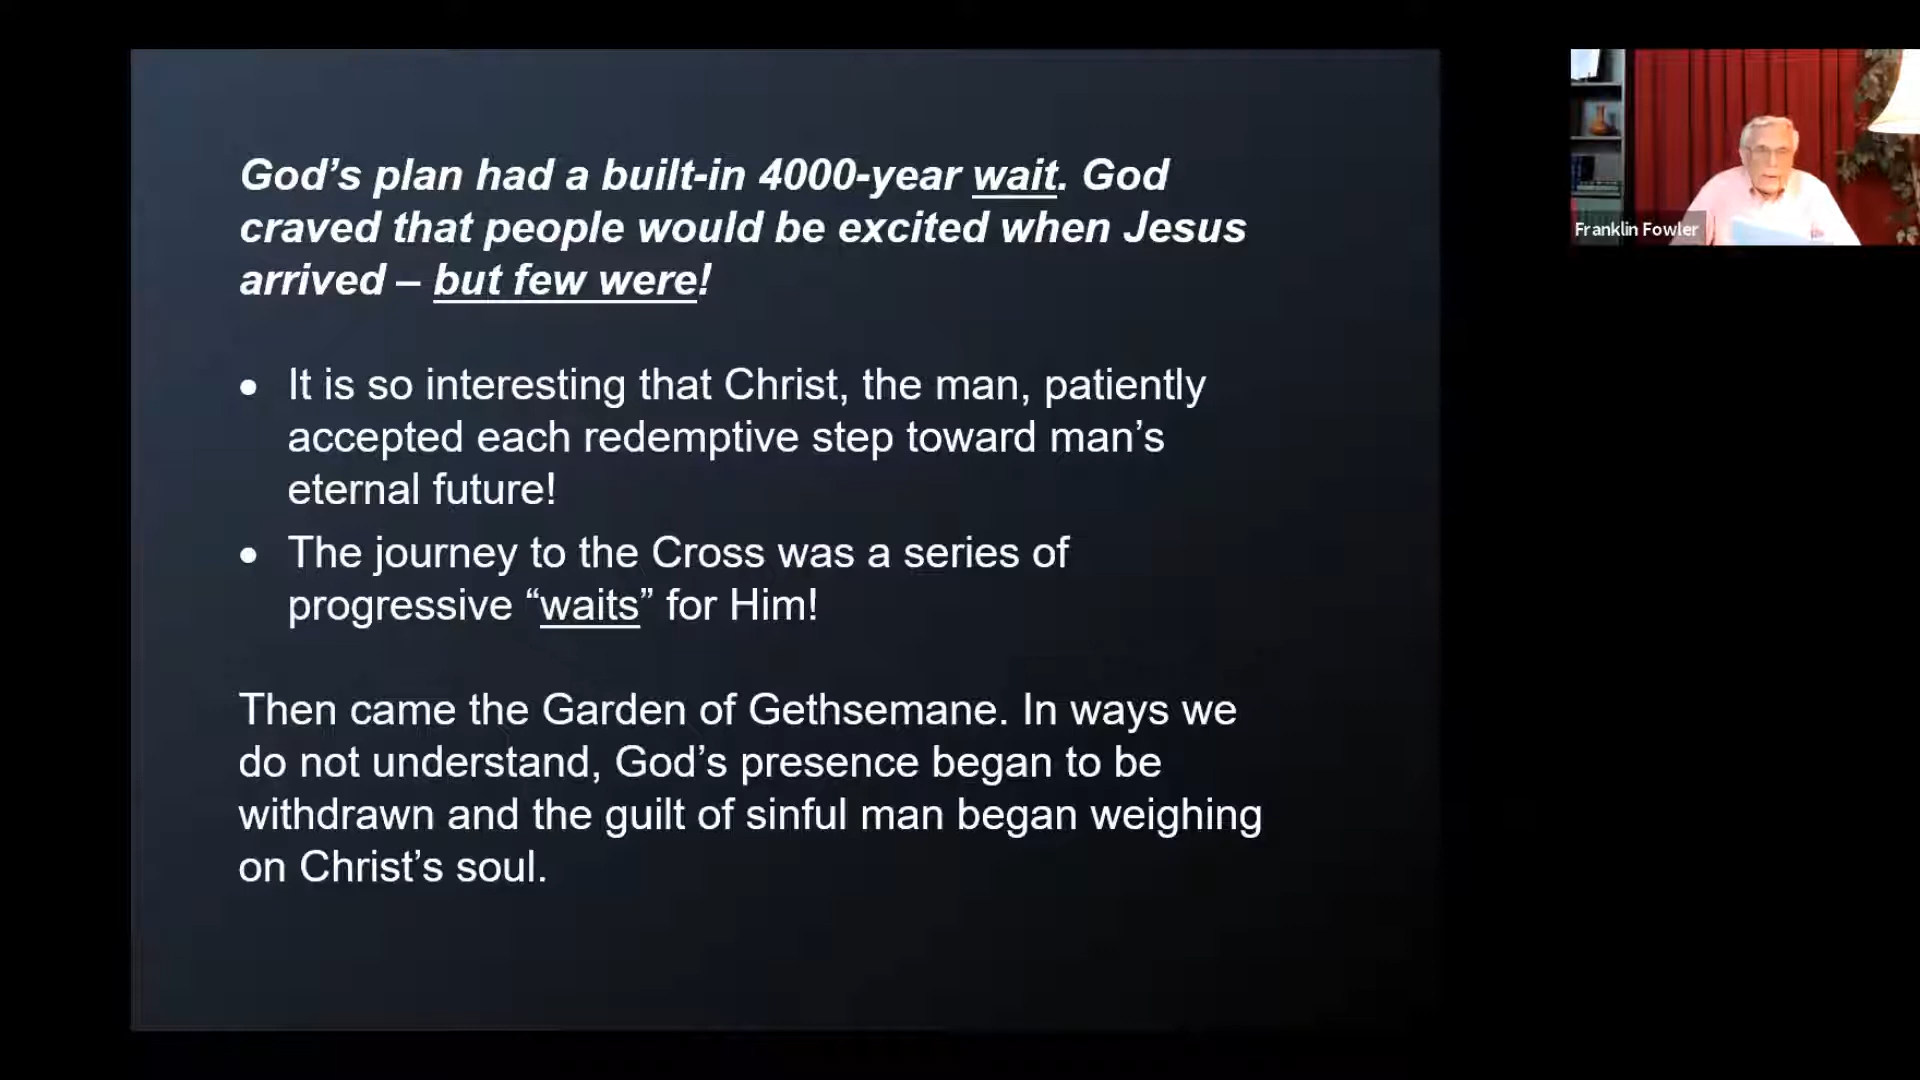 God’s plan had a built-in 4000-year wait. God
craved that people would be excited when Jesus
arrived – but few were!
• It is so interesting that Christ, the man, patiently
accepted each redemptive step toward man’s
eternal future!
• The journey to the Cross was a series of
progressive “waits” for Him!
Then came the Garden of Gethsemane. In ways we
do not understand, God’s presence began to be
withdrawn and the guilt of sinful man began weighing
on Christ’s soul.
Franklin Fowler